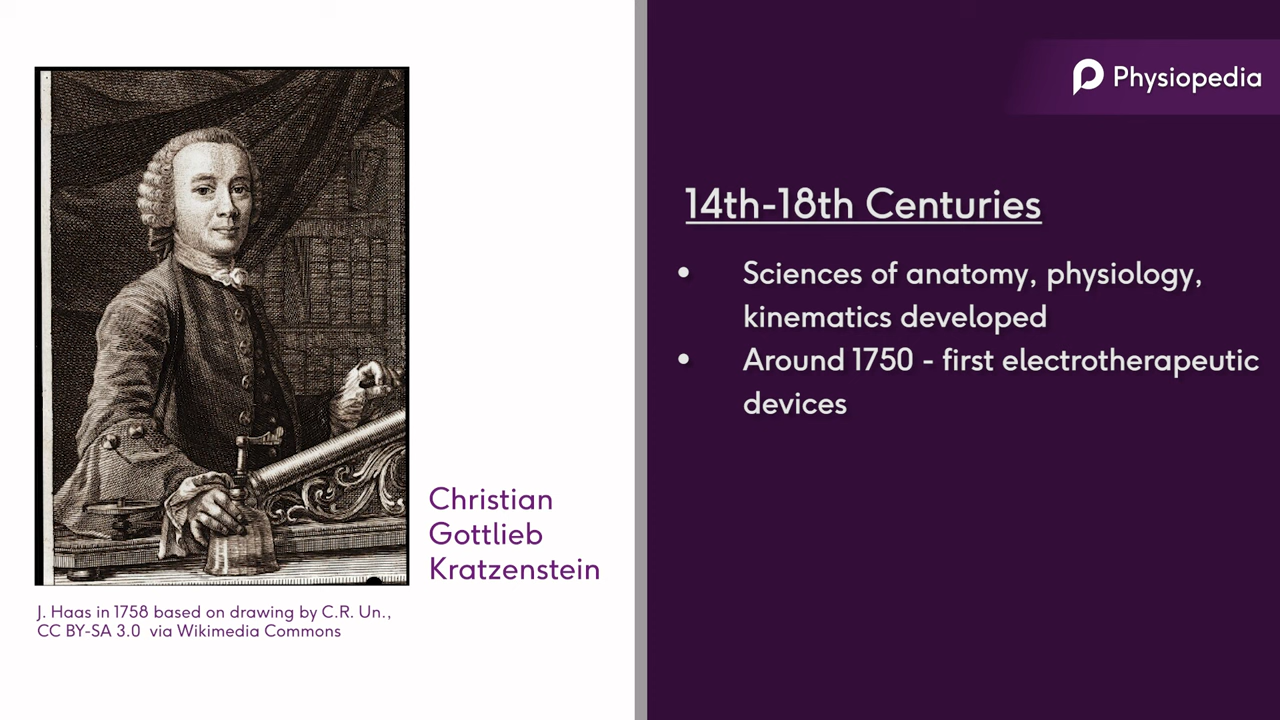 Physiopedia
14th-18th Centuries
• Sciences of anatomy, physiology,
kinematics developed
• Around 1750 - first electrotherapeutic
devices
Christian
Gottlieb
Kratzenstein
J. Haas in 1758 based on drawing by C.R. Un.,
CC BY-SA 3.0 via Wikimedia Commons